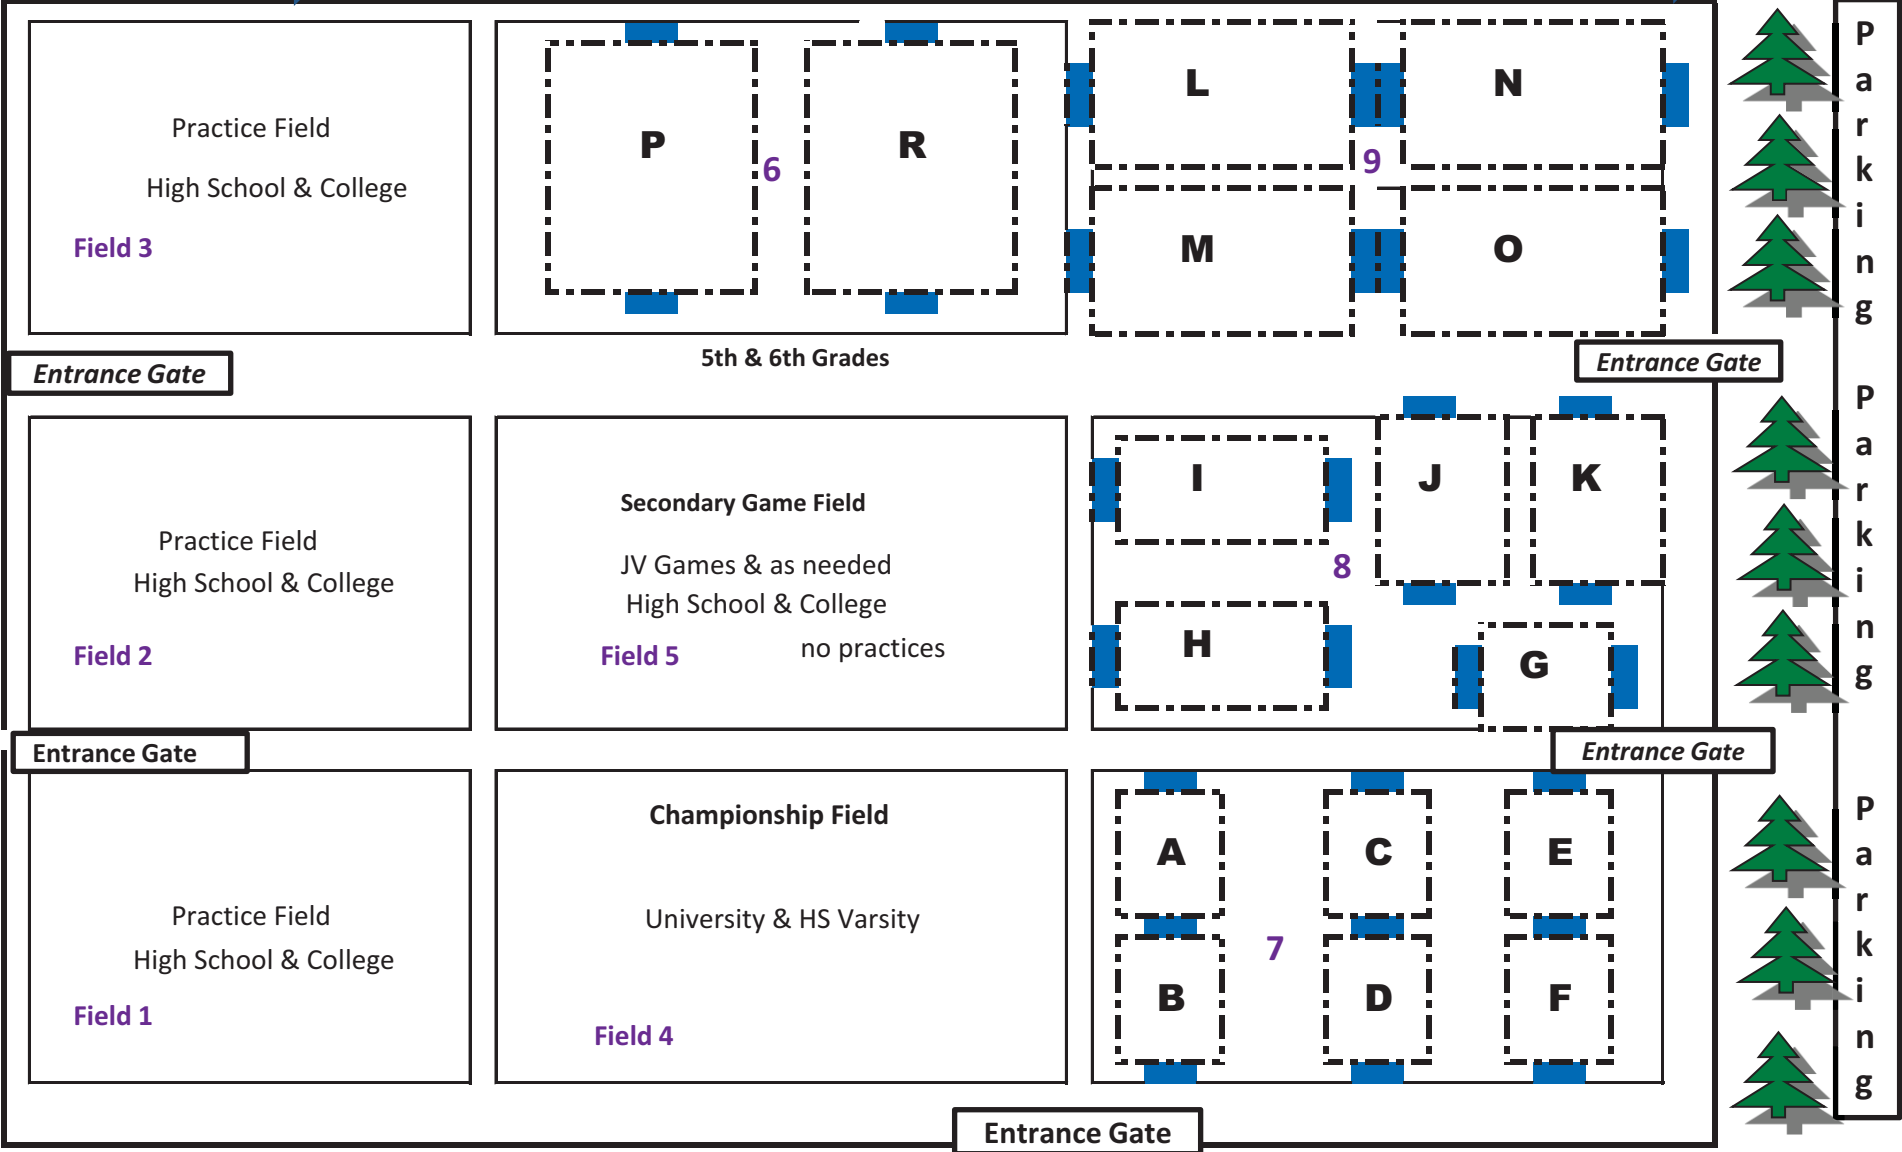 Practice Field
High School & College
Field 3
P
6
R
L
N
9
M
O
5th & 6th Grades
Entrance Gate
Entrance Gate
Parking
Practice Field
High School & College
Field 2
Secondary Game Field
JV Games & as needed
High School & College
no practices
Field 5
I
J
K
8
H
G
Parking
Entrance Gate
Entrance Gate
Practice Field
High School & College
Field 1
Championship Field
University & HS Varsity
Field 4
A
C
E
7
B
D
F
Parking
Entrance Gate